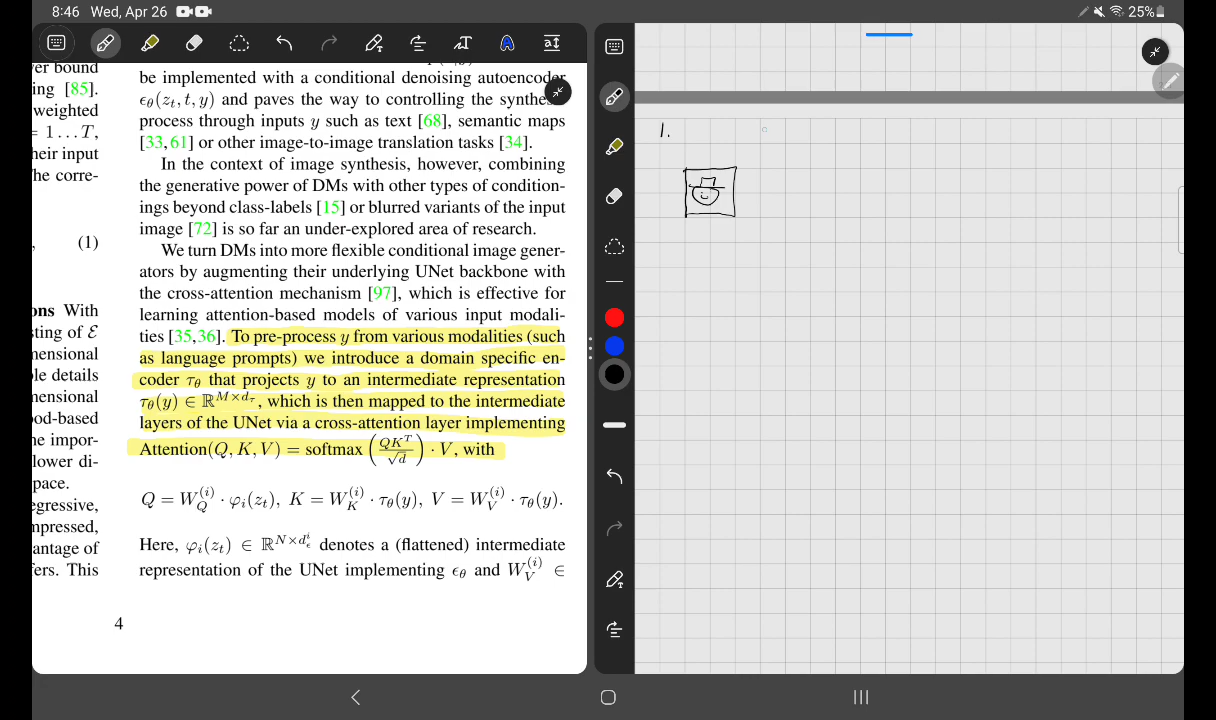 8:46 Wed, Apr 26
25%
be implemented with a conditional denoising autoencoder
ϵθ(zt, t, y) and paves the way to controlling the synthes
process through inputs y such as text [68], semantic maps
[33,61] or other image-to-image translation tasks [34].
In the context of image synthesis, however, combining
the generative power of DMs with other types of condition-
ings beyond class-labels [15] or blurred variants of the input
image [72] is so far an under-explored area of research.
We turn DMs into more flexible conditional image gener-
ators by augmenting their underlying UNet backbone with
the cross-attention mechanism [97], which is effective for
learning attention-based models of various input modali-
ties [35,36]. To pre-process y from various modalities (such
as language prompts) we introduce a domain specific en-
coder τθ that projects y to an intermediate representation
τθ(y) ∈ ℝ^{M×dτ}, which is then mapped to the intermediate
layers of the UNet via a cross-attention layer implementing
Attention(Q, K, V) = softmax(QK^T/√d) · V, with
Q = W_Q^{(i)} · φi(zt), K = W_K^{(i)} · τθ(y), V = W_V^{(i)} · τθ(y).
Here, φi(zt) ∈ ℝ^{N×d_ϵ^i} denotes a (flattened) intermediate
representation of the UNet implementing ϵθ and W_V^{(i)} ∈
4
er bound
ing [85].
weighted
= 1...T,
heir input
he corre-
, (1)
ons With
sting of ℰ
mensional
ble details
mensional
od-based
he impor-
lower di-
pace.
egressive,
mpressed,
antage of
fers. This
1.